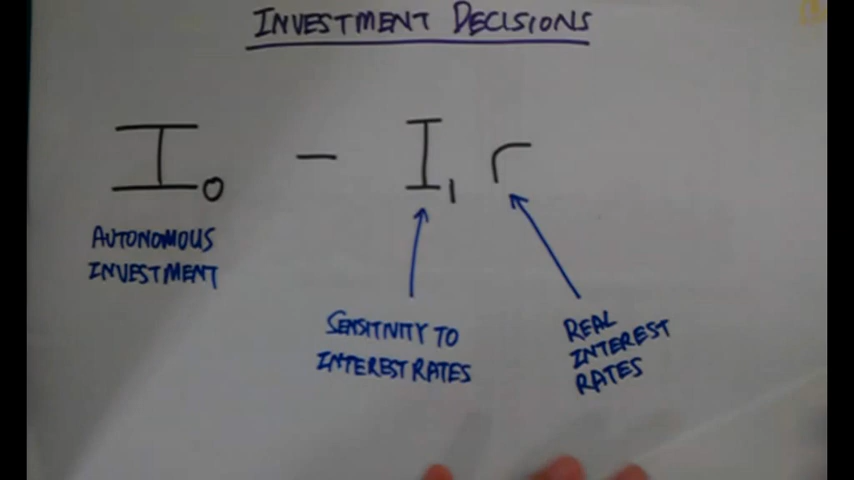 INVESTMENT DECISIONS
I₀ - I₁ r
AUTONOMOUS
INVESTMENT
SENSITIVITY TO
INTEREST RATES
REAL
INTEREST
RATES